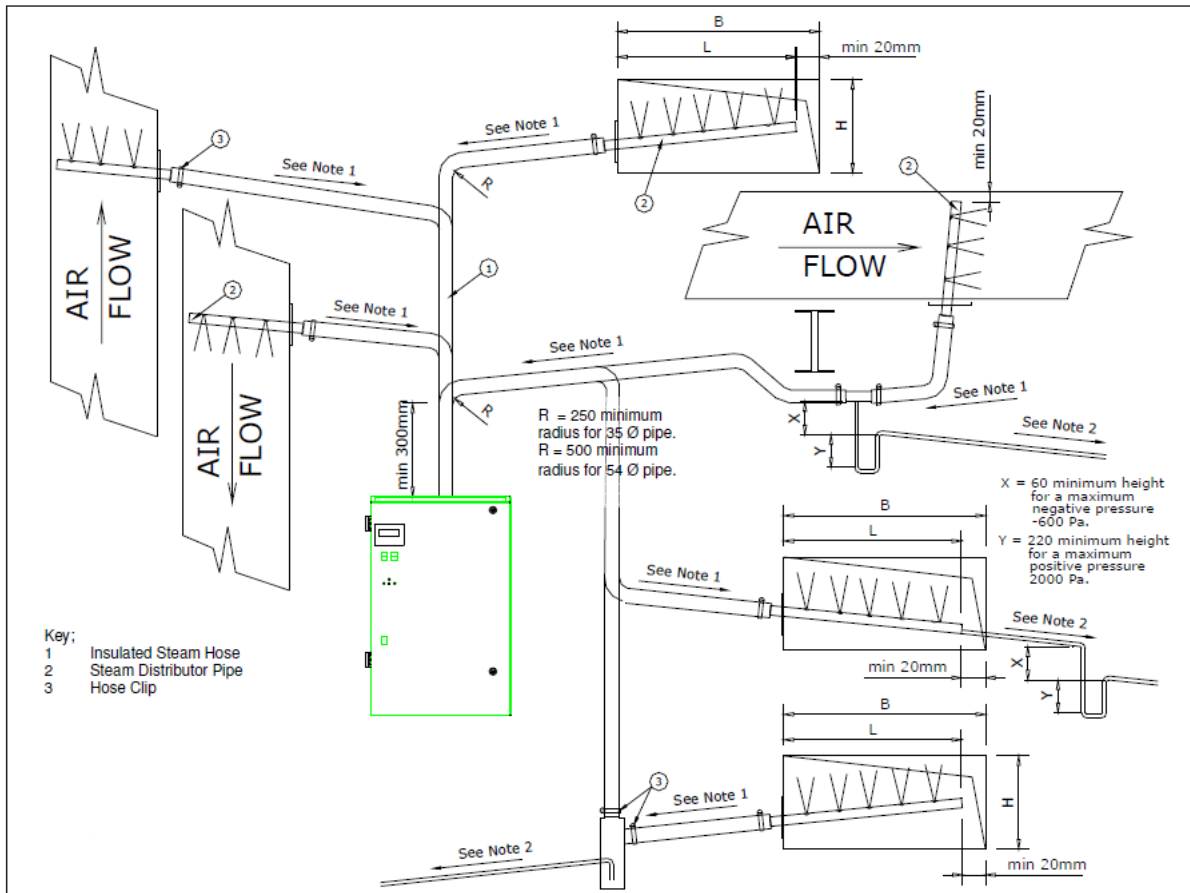 B
L
min 20mm
3
See Note 1
H
min 20mm
See Note 1
2
2
R
AIR
FLOW
AIR
FLOW
1
2
See Note 1
See Note 1
See Note 1
R
X
See Note 2
R = 250 minimum
radius for 35 Ø pipe.
R = 500 minimum
radius for 54 Ø pipe.
min 300mm
Y
AIR
FLOW
X = 60 minimum height
for a maximum
negative pressure
-600 Pa.
Y = 220 minimum height
for a maximum
positive pressure
2000 Pa.
B
L
See Note 1
See Note 2
X
min 20mm
Y
Key;
1 Insulated Steam Hose
2 Steam Distributor Pipe
3 Hose Clip
B
L
3
See Note 1
H
See Note 2
min 20mm